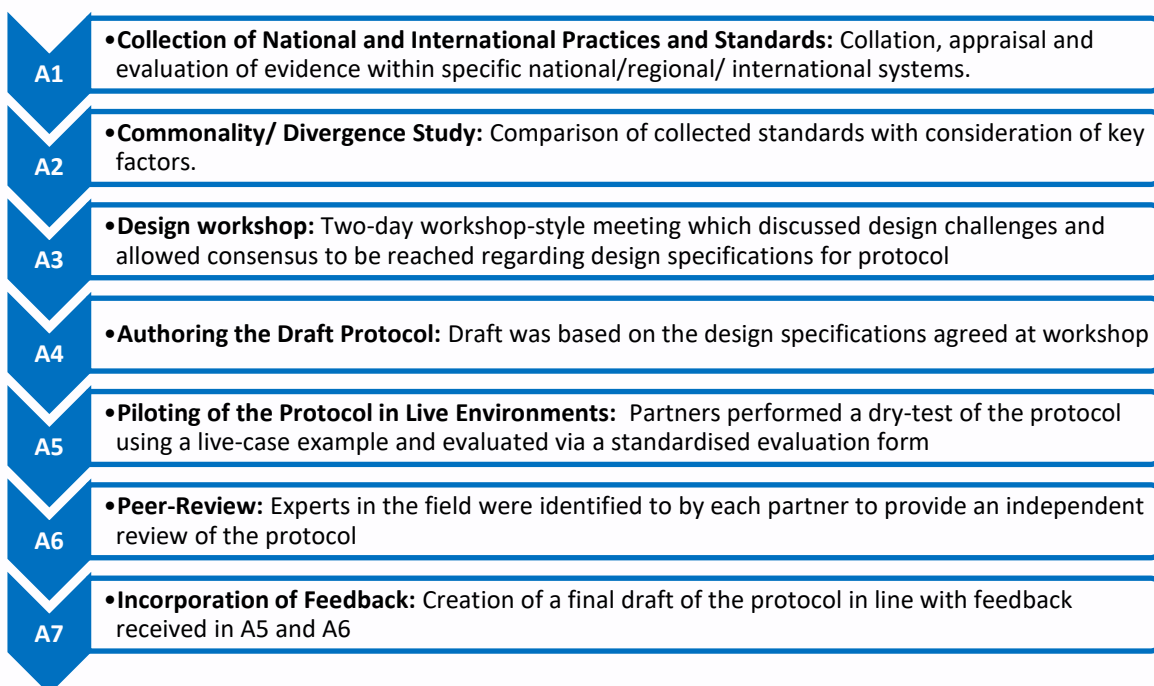 A1
•Collection of National and International Practices and Standards: Collation, appraisal and
evaluation of evidence within specific national/regional/ international systems.
A2
•Commonality/ Divergence Study: Comparison of collected standards with consideration of key
factors.
A3
•Design workshop: Two-day workshop-style meeting which discussed design challenges and
allowed consensus to be reached regarding design specifications for protocol
A4
•Authoring the Draft Protocol: Draft was based on the design specifications agreed at workshop
A5
•Piloting of the Protocol in Live Environments:  Partners performed a dry-test of the protocol
using a live-case example and evaluated via a standardised evaluation form
A6
•Peer-Review: Experts in the field were identified to by each partner to provide an independent
review of the protocol
A7
•Incorporation of Feedback: Creation of a final draft of the protocol in line with feedback
received in A5 and A6